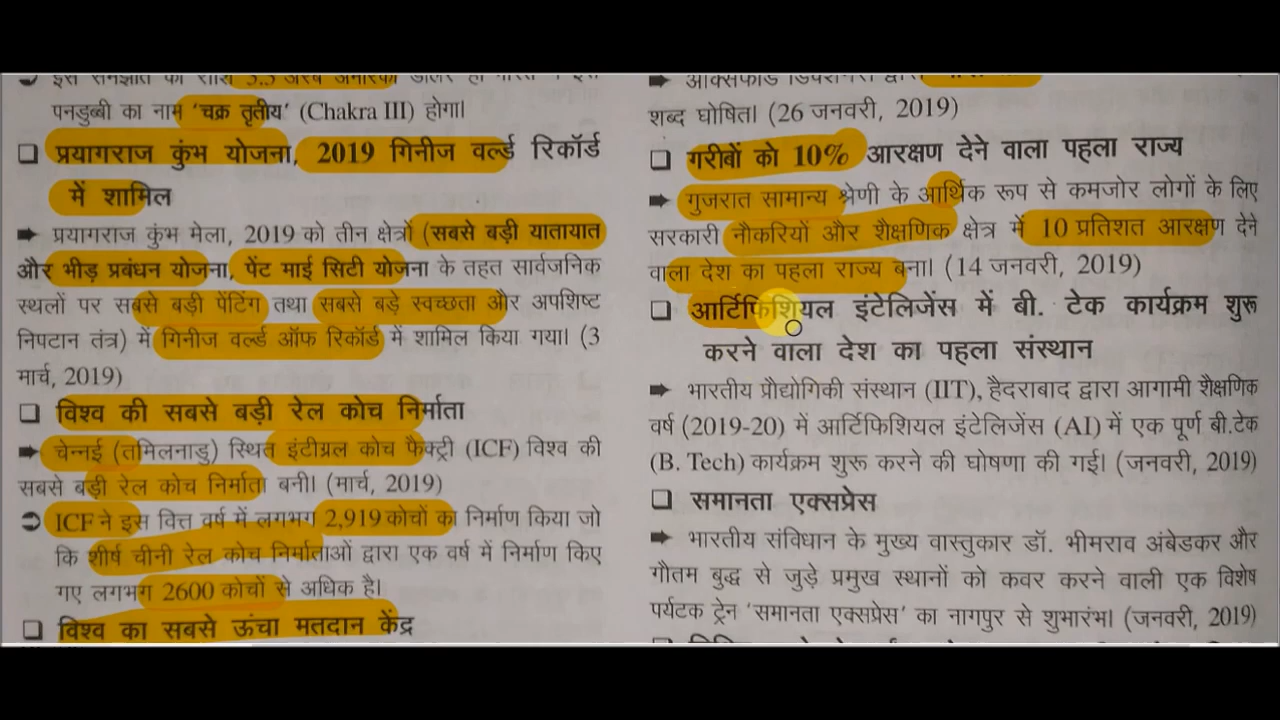 पनडुब्बी का नाम 'चक्र तृतीय' (Chakra III) होगा।
❑ प्रयागराज कुंभ योजना, 2019 गिनीज वर्ल्ड रिकॉर्ड
में शामिल
➡ प्रयागराज कुंभ मेला, 2019 को तीन क्षेत्रों (सबसे बड़ी यातायात
और भीड़ प्रबंधन योजना, पेंट माई सिटी योजना के तहत सार्वजनिक
स्थलों पर सबसे बड़ी पेंटिंग तथा सबसे बड़े स्वच्छता और अपशिष्ट
निपटान तंत्र) में गिनीज वर्ल्ड ऑफ रिकॉर्ड में शामिल किया गया। (3
मार्च, 2019)
❑ विश्व की सबसे बड़ी रेल कोच निर्माता
➡ चेन्नई (तमिलनाडु) स्थित इंटीग्रल कोच फैक्ट्री (ICF) विश्व की
सबसे बड़ी रेल कोच निर्माता बनी। (मार्च, 2019)
➲ ICF ने इस वित्त वर्ष में लगभग 2,919 कोचों का निर्माण किया जो
कि शीर्ष चीनी रेल कोच निर्माताओं द्वारा एक वर्ष में निर्माण किए
गए लगभग 2600 कोचों से अधिक है।
❑ विश्व का सबसे ऊंचा मतदान केंद्र
शब्द घोषित। (26 जनवरी, 2019)
❑ गरीबों को 10% आरक्षण देने वाला पहला राज्य
➡ गुजरात सामान्य श्रेणी के आर्थिक रूप से कमजोर लोगों के लिए
सरकारी नौकरियों और शैक्षणिक क्षेत्र में 10 प्रतिशत आरक्षण देने
वाला देश का पहला राज्य बना। (14 जनवरी, 2019)
❑ आर्टिफिशियल इंटेलिजेंस में बी. टेक कार्यक्रम शुरू
करने वाला देश का पहला संस्थान
➡ भारतीय प्रौद्योगिकी संस्थान (IIT), हैदराबाद द्वारा आगामी शैक्षणिक
वर्ष (2019-20) में आर्टिफिशियल इंटेलिजेंस (AI) में एक पूर्ण बी.टेक
(B. Tech) कार्यक्रम शुरू करने की घोषणा की गई। (जनवरी, 2019)
❑ समानता एक्सप्रेस
➡ भारतीय संविधान के मुख्य वास्तुकार डॉ. भीमराव अंबेडकर और
गौतम बुद्ध से जुड़े प्रमुख स्थानों को कवर करने वाली एक विशेष
पर्यटक ट्रेन 'समानता एक्सप्रेस' का नागपुर से शुभारंभ। (जनवरी, 2019)